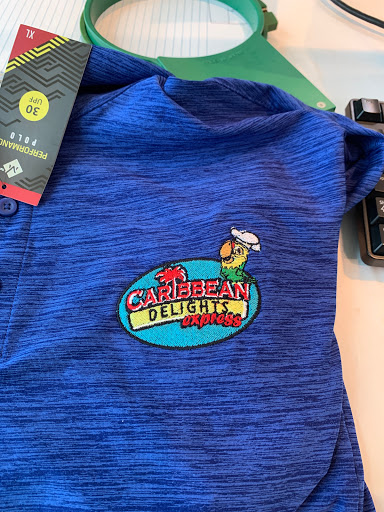 XL
30
UPF
PERFORMANCE
POLO
CARIBBEAN
DELIGHTS
express